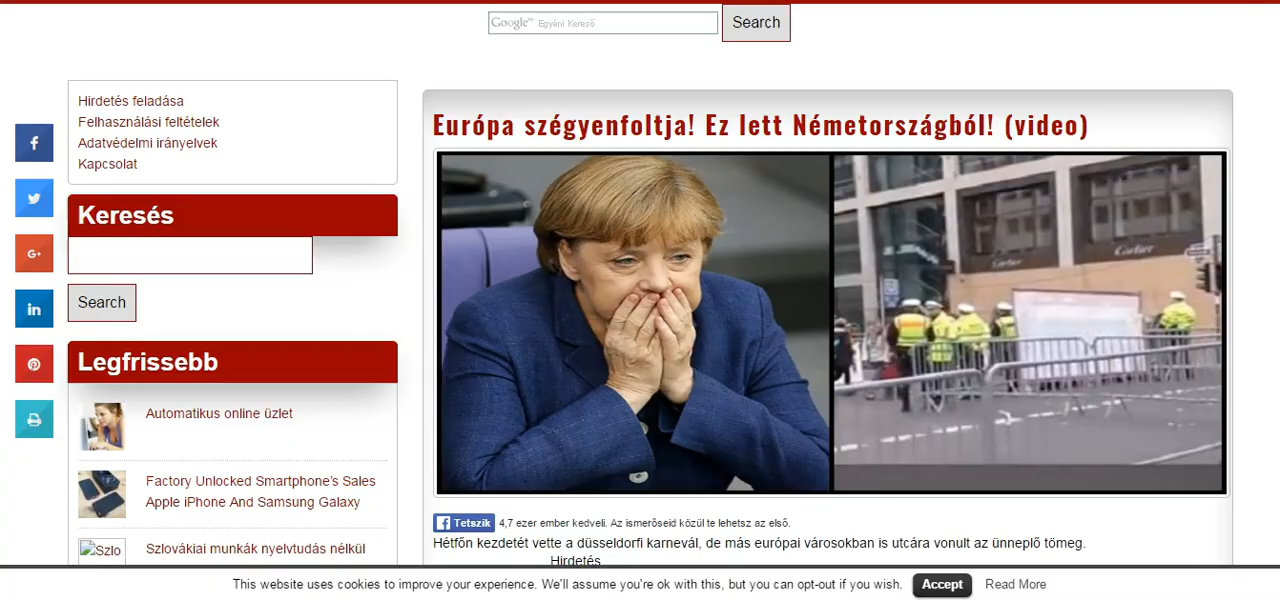 Google™ Egyéni Kereső
Search
Hirdetés feladása
Felhasználási feltételek
Adatvédelmi irányelvek
Kapcsolat
Keresés
Search
Legfrissebb
Automatikus online üzlet
Factory Unlocked Smartphone's Sales
Apple iPhone And Samsung Galaxy
Szlo
Szlovákiai munkák nyelvtudás nélkül
Európa szégyenfoltja! Ez lett Németországból! (video)
Cartier
Cartier
Tetszik
4,7 ezer ember kedveli. Az ismerőseid közül te lehetsz az első.
Hétfőn kezdetét vette a düsseldorfi karnevál, de más európai városokban is utcára vonult az ünneplő tömeg.
Hirdetés
This website uses cookies to improve your experience. We'll assume you're ok with this, but you can opt-out if you wish.
Accept
Read More